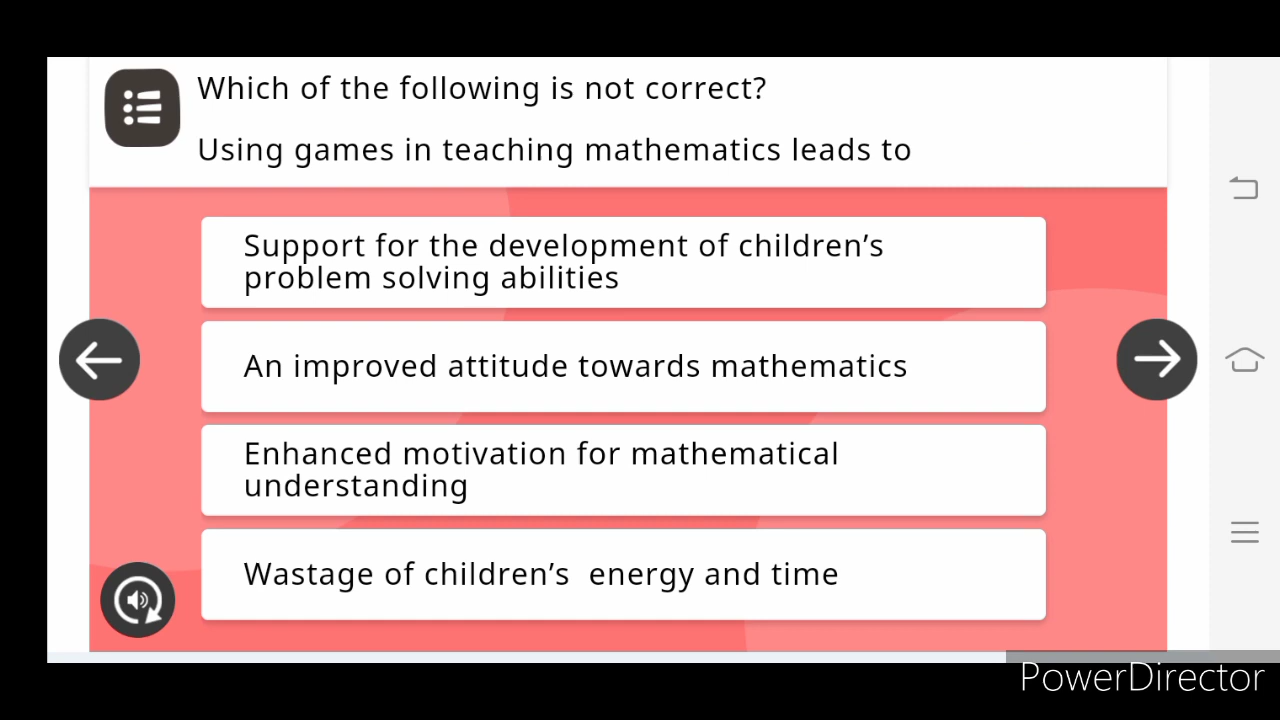 Which of the following is not correct?
Using games in teaching mathematics leads to
Support for the development of children’s
problem solving abilities
An improved attitude towards mathematics
Enhanced motivation for mathematical
understanding
Wastage of children’s  energy and time
PowerDirector